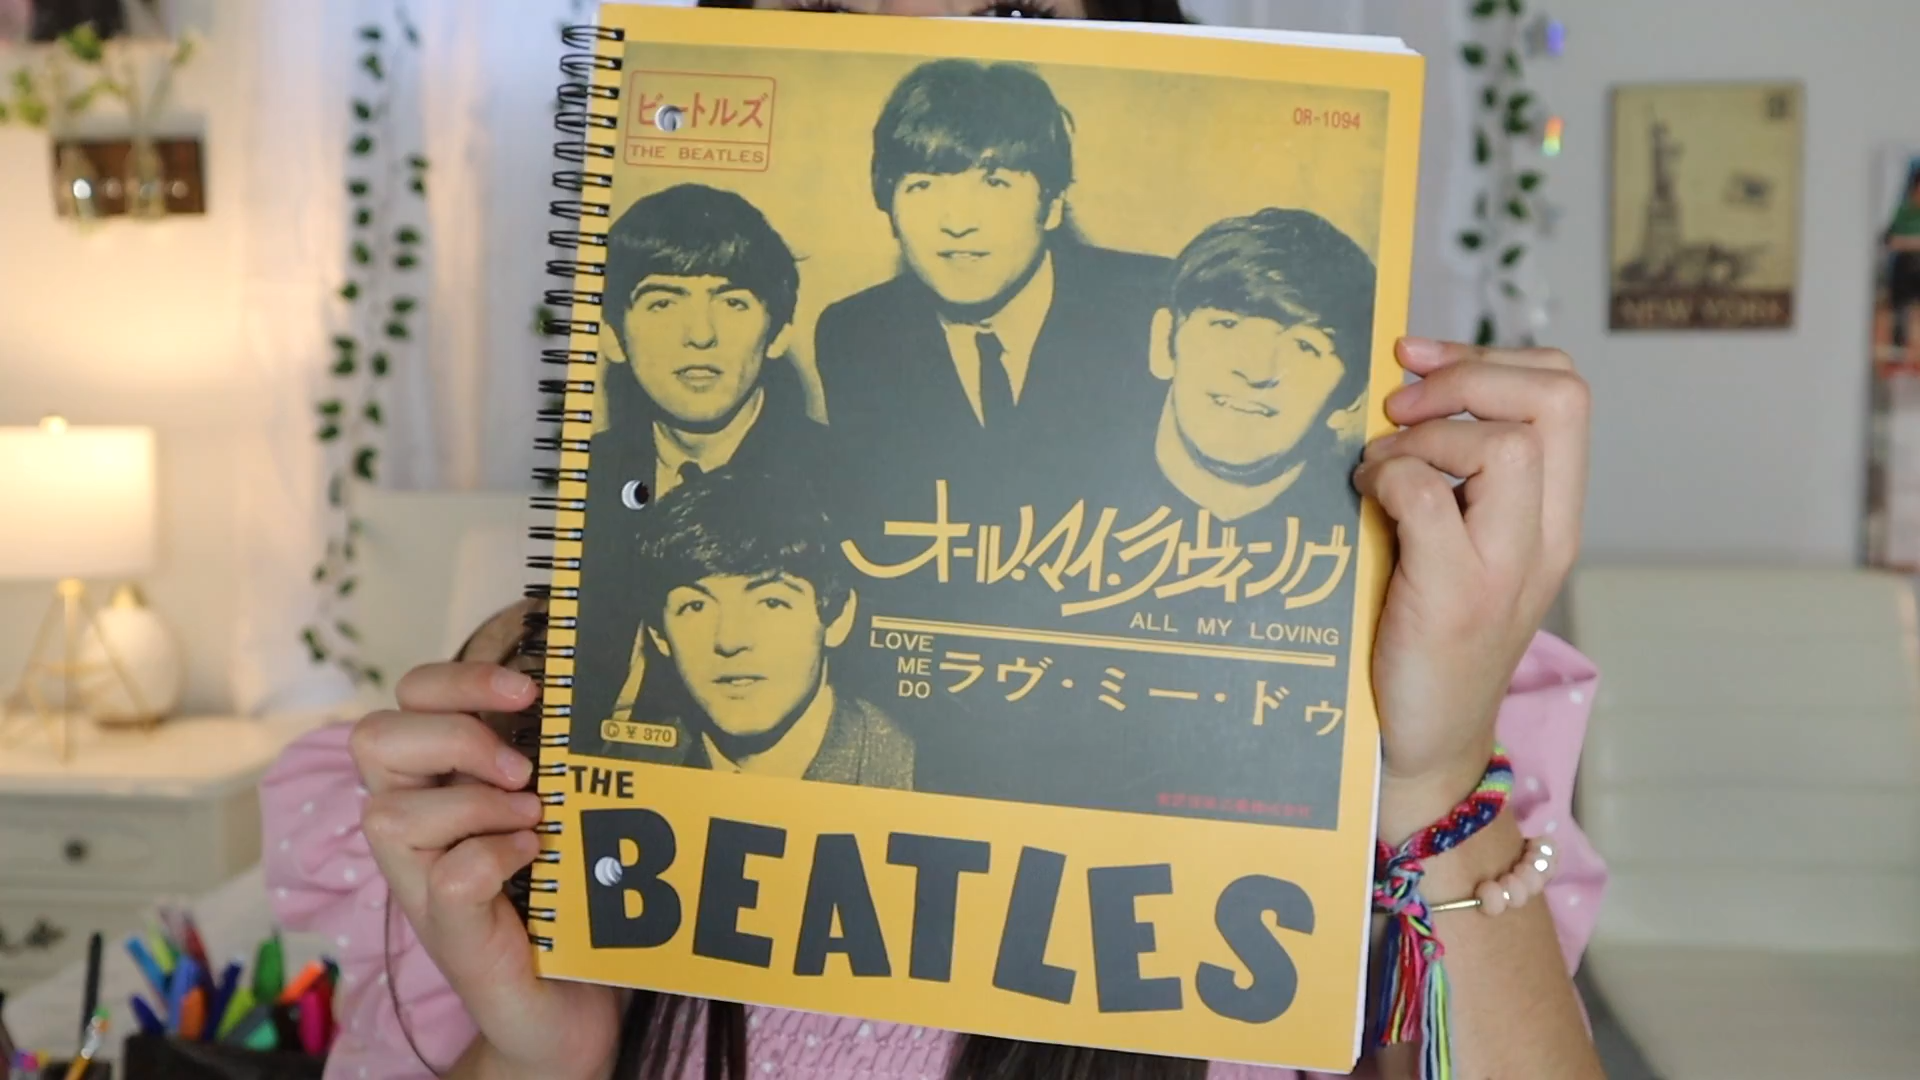 ビートルズ
THE BEATLES
OR-1094
オール・マイ・ラヴィング
ALL MY LOVING
LOVE
ME
DO
ラヴ・ミー・ドゥ
¥370
THE
BEATLES
NEW YORK